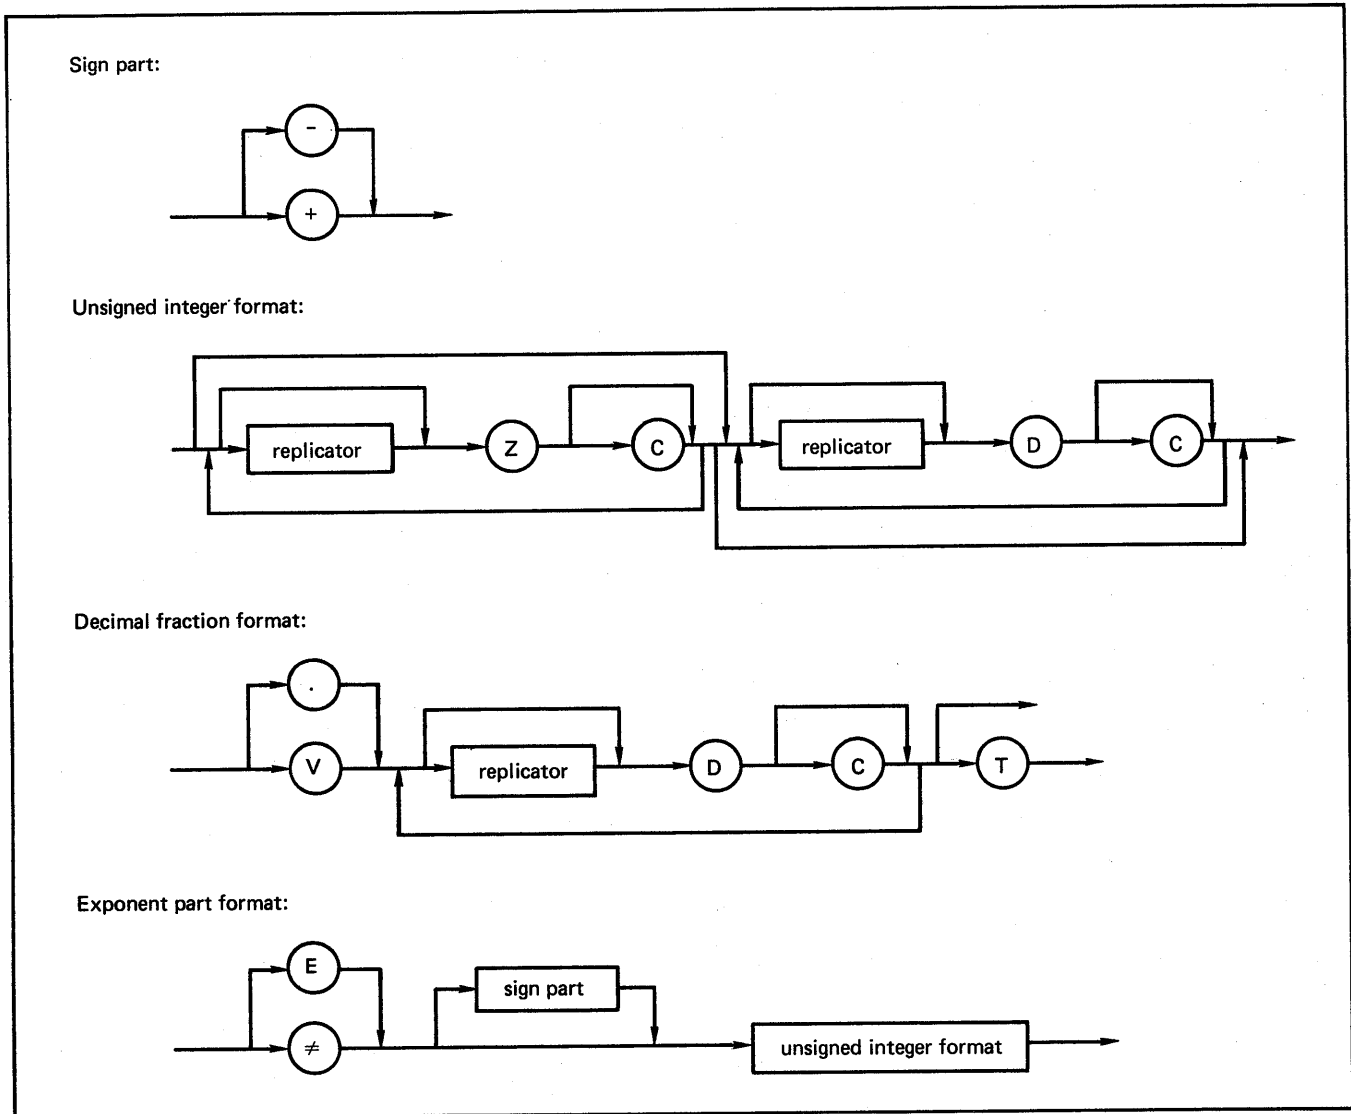 Sign part:
-
+
Unsigned integer format:
replicator Z C replicator D C
Decimal fraction format:
.
V replicator D C T
Exponent part format:
E
sign part
≠
unsigned integer format